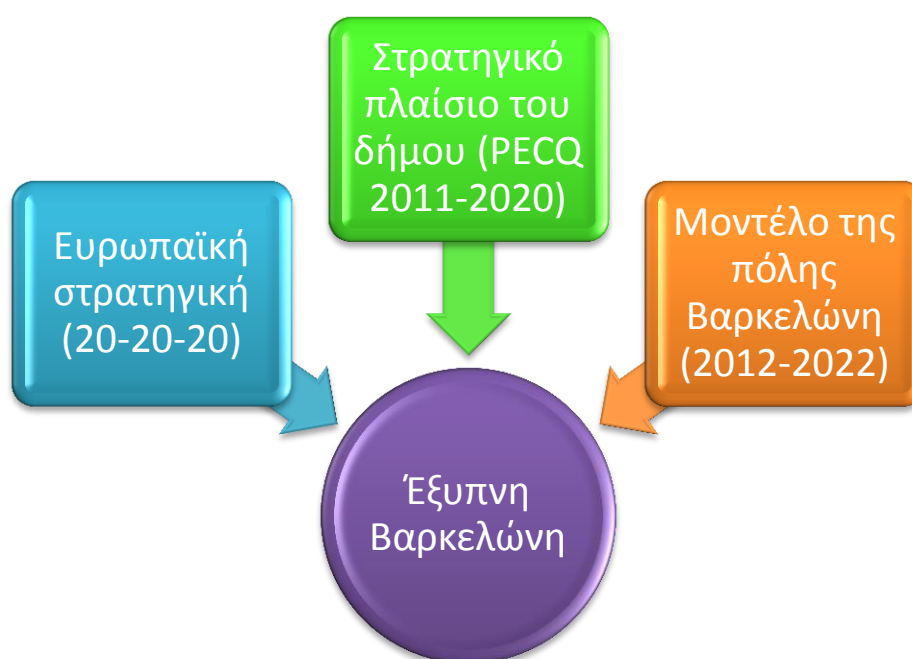 Στρατηγικό
πλαίσιο του
δήμου (PECQ
2011-2020)
Ευρωπαϊκή
στρατηγική
(20-20-20)
Μοντέλο της
πόλης
Βαρκελώνη
(2012-2022)
Έξυπνη
Βαρκελώνη